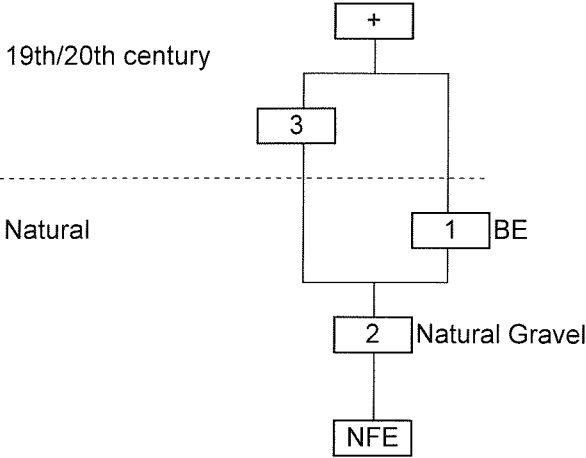 +
19th/20th century
3
Natural
1 BE
2 Natural Gravel
NFE